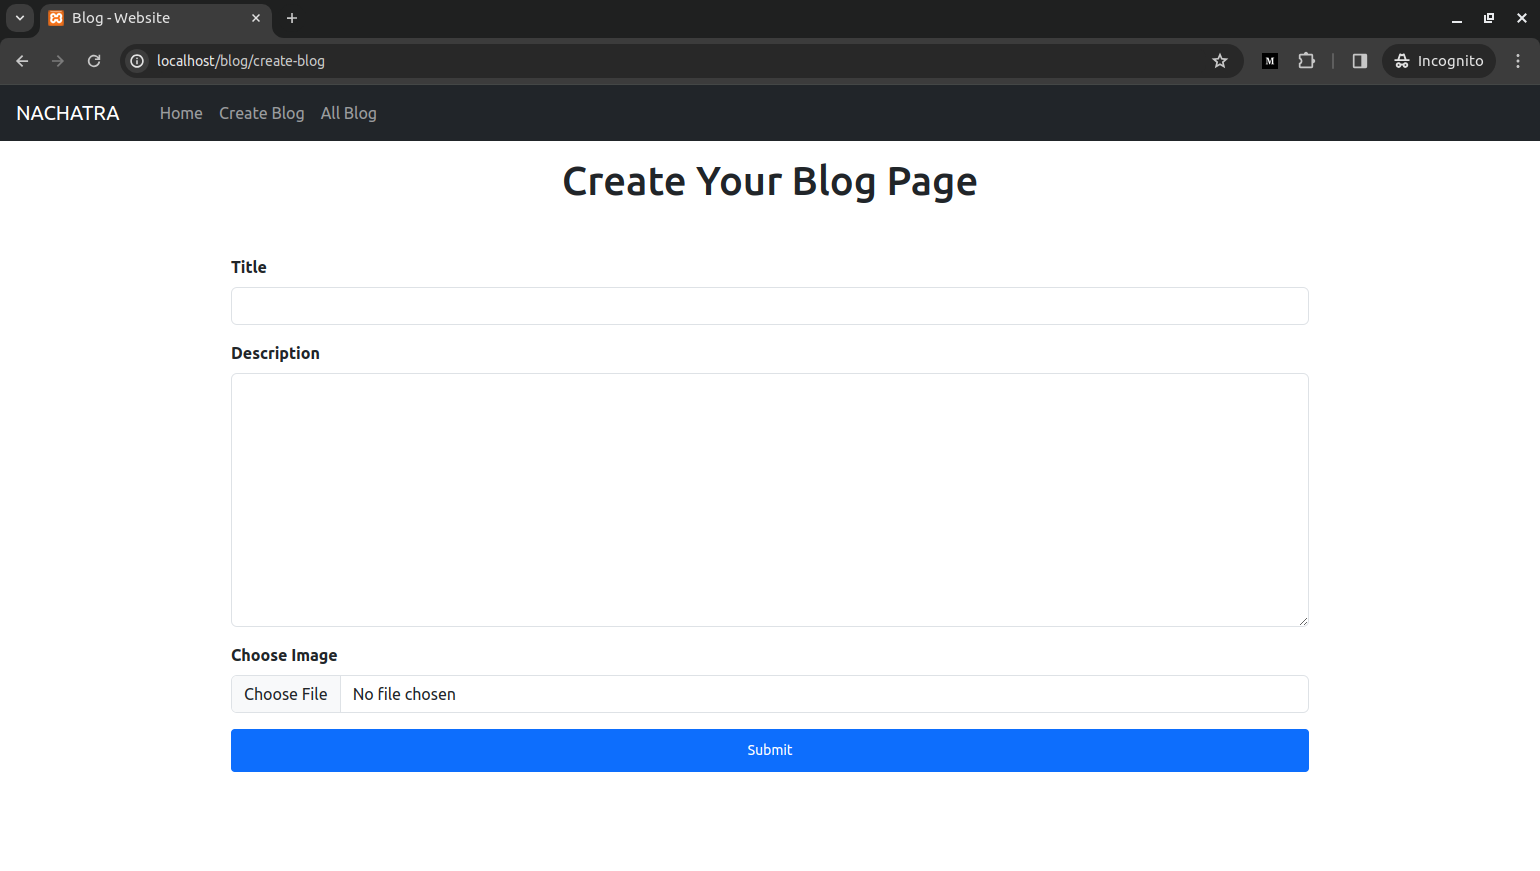 Blog - Website
localhost/blog/create-blog
M
Incognito
NACHATRA Home Create Blog All Blog
Create Your Blog Page
Title
Description
Choose Image
Choose File No file chosen
Submit